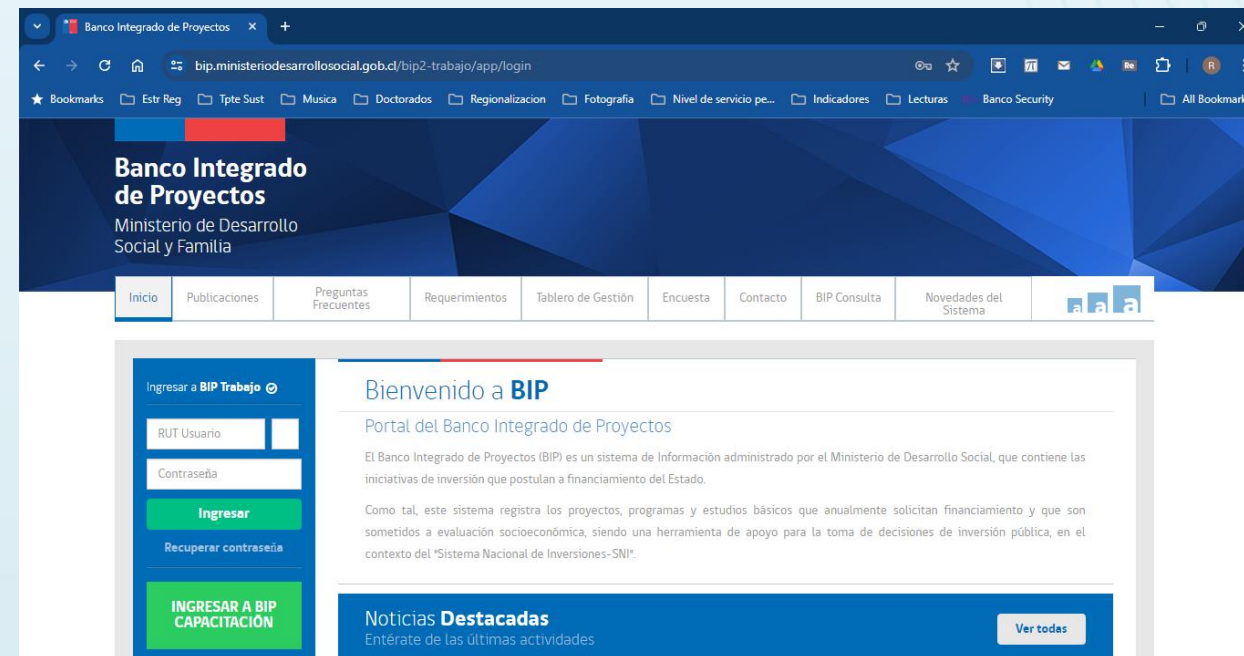 Banco Integrado de Proyectos
bip.ministeriodesarrollosocial.gob.cl/bip2-trabajo/app/login
Bookmarks Estr Reg Tpte Sust Musica Doctorados Regionalizacion Fotografia Nivel de servicio pe... Indicadores Lecturas Banco Security All Bookmark
Banco Integrado
de Proyectos
Ministerio de Desarrollo
Social y Familia
Inicio Publicaciones Preguntas Frecuentes Requerimientos Tablero de Gestión Encuesta Contacto BIP Consulta Novedades del Sistema a a a
Ingresar a BIP Trabajo
RUT Usuario
Contraseña
Ingresar
Recuperar contraseña
INGRESAR A BIP
CAPACITACIÓN
Bienvenido a BIP
Portal del Banco Integrado de Proyectos
El Banco Integrado de Proyectos (BIP) es un sistema de Información administrado por el Ministerio de Desarrollo Social, que contiene las
iniciativas de inversión que postulan a financiamiento del Estado.
Como tal, este sistema registra los proyectos, programas y estudios básicos que anualmente solicitan financiamiento y que son
sometidos a evaluación socioeconómica, siendo una herramienta de apoyo para la toma de decisiones de inversión pública, en el
contexto del "Sistema Nacional de Inversiones-SNI".
Noticias Destacadas
Entérate de las últimas actividades
Ver todas